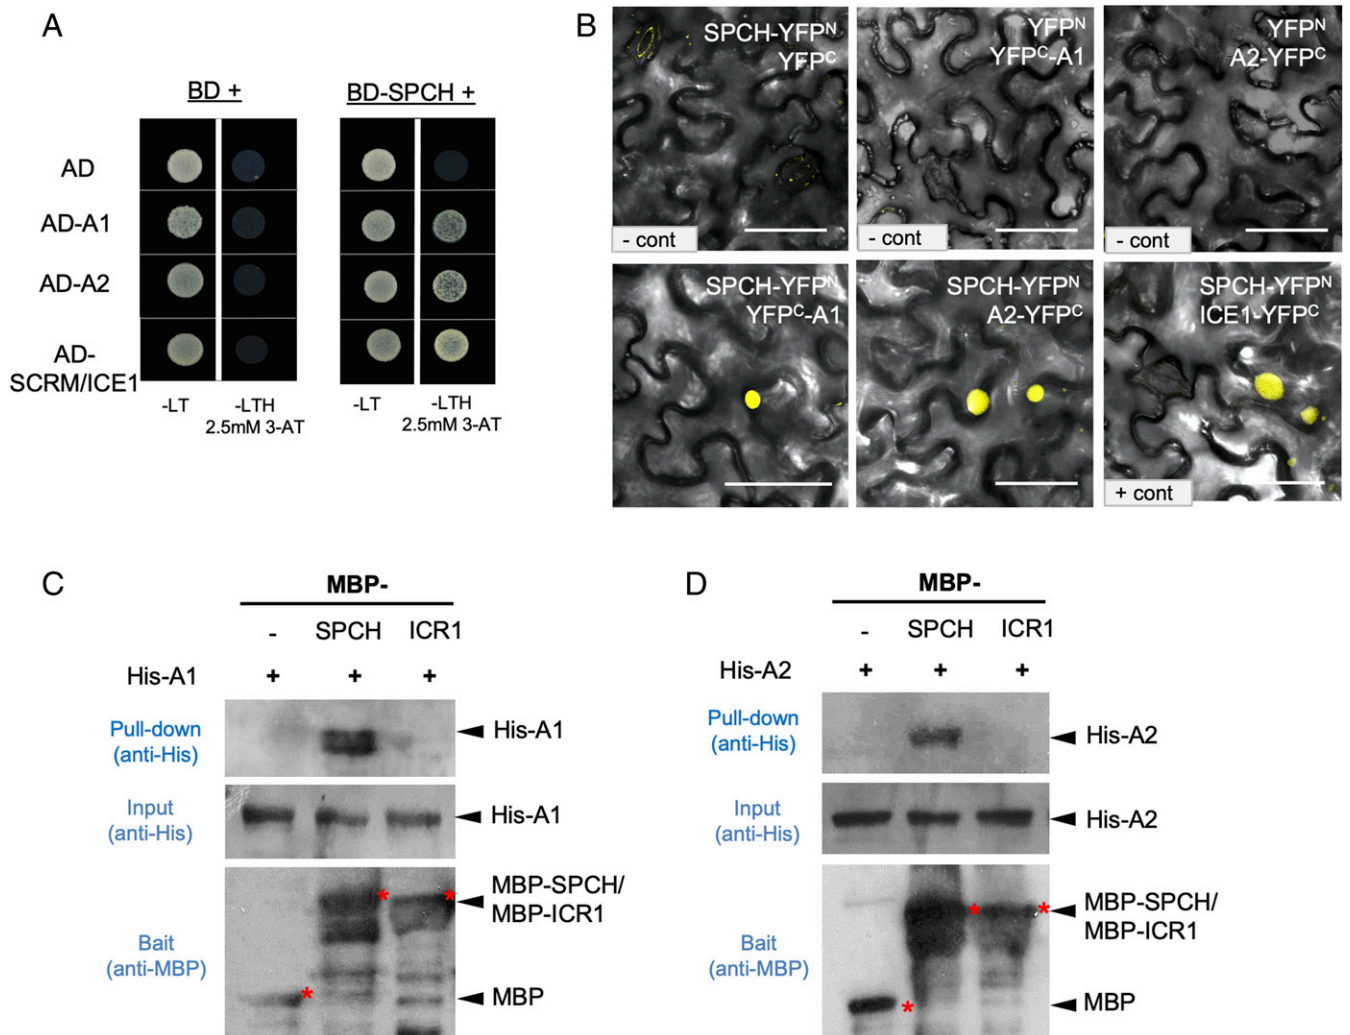 A
BD +
BD-SPCH +
AD
AD-A1
AD-A2
AD-
SCRM/ICE1
-LT
-LTH
2.5mM 3-AT
-LT
-LTH
2.5mM 3-AT
B
SPCH-YFPᴺ
YFPᶜ
- cont
YFPᴺ
YFPᶜ-A1
- cont
YFPᴺ
A2-YFPᶜ
- cont
SPCH-YFPᴺ
YFPᶜ-A1
SPCH-YFPᴺ
A2-YFPᶜ
SPCH-YFPᴺ
ICE1-YFPᶜ
+ cont
C
MBP-
- SPCH ICR1
His-A1 + + +
Pull-down
(anti-His)
His-A1
Input
(anti-His)
His-A1
Bait
(anti-MBP)
* *
MBP-SPCH/
MBP-ICR1
*
MBP
D
MBP-
- SPCH ICR1
His-A2 + + +
Pull-down
(anti-His)
His-A2
Input
(anti-His)
His-A2
Bait
(anti-MBP)
* *
MBP-SPCH/
MBP-ICR1
*
MBP